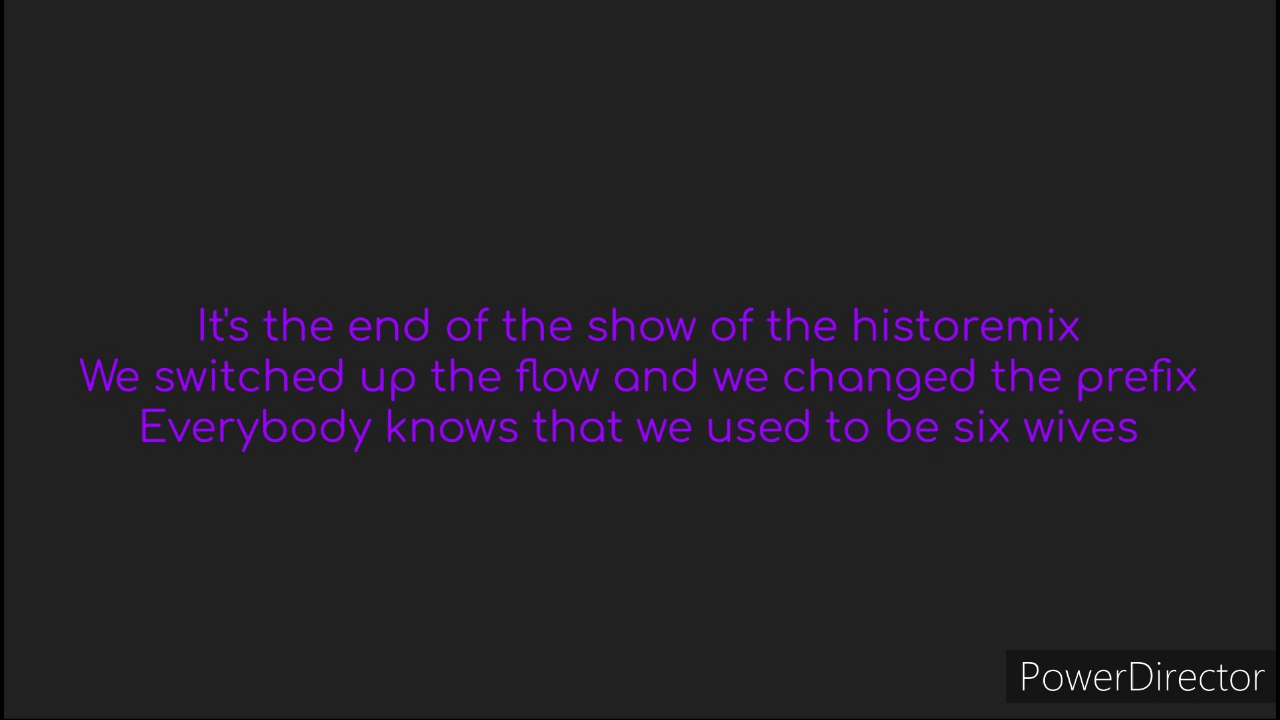 It's the end of the show of the historemix
We switched up the flow and we changed the prefix
Everybody knows that we used to be six wives
PowerDirector